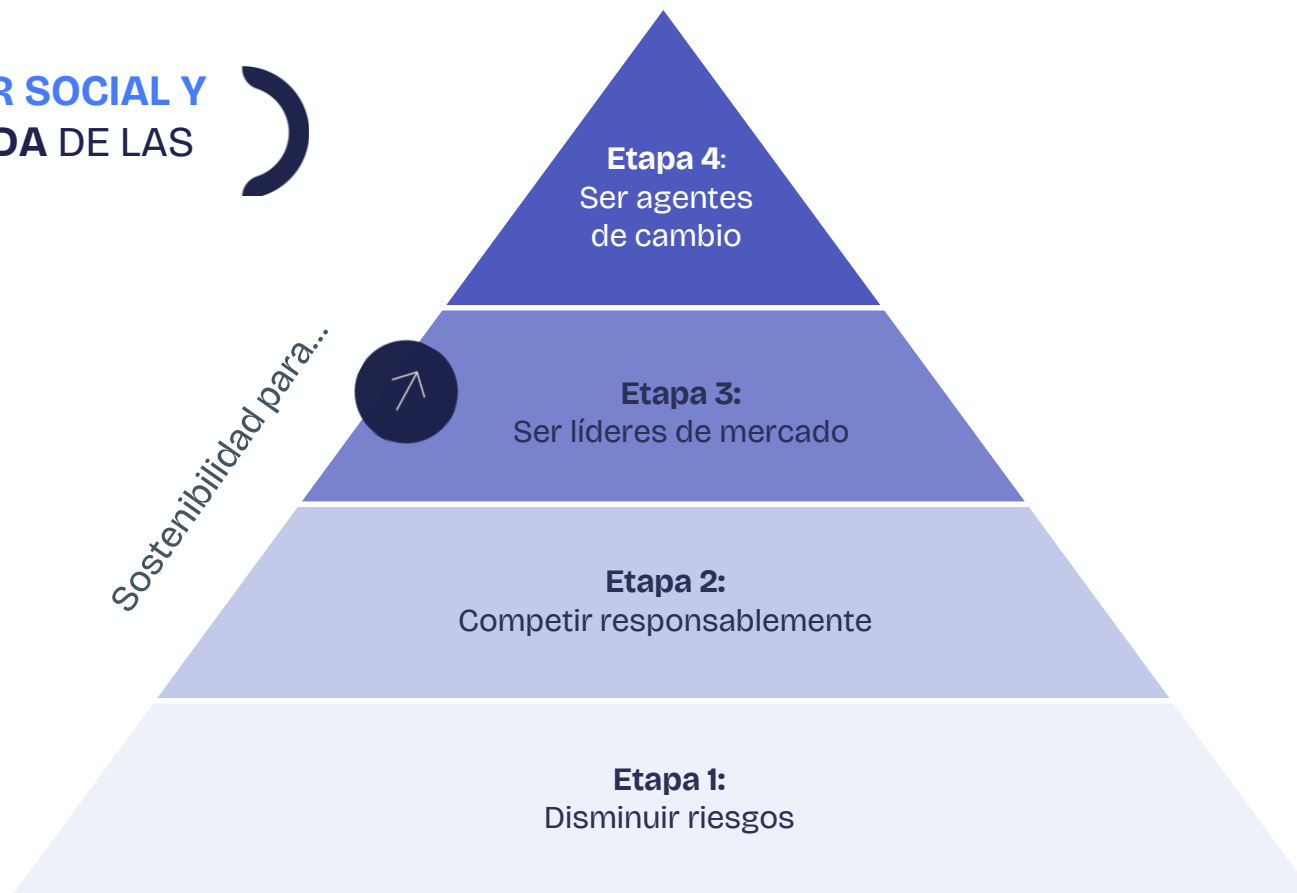 R SOCIAL Y
DA DE LAS
Etapa 4:
Ser agentes
de cambio
Sostenibilidad para...
Etapa 3:
Ser líderes de mercado
Etapa 2:
Competir responsablemente
Etapa 1:
Disminuir riesgos